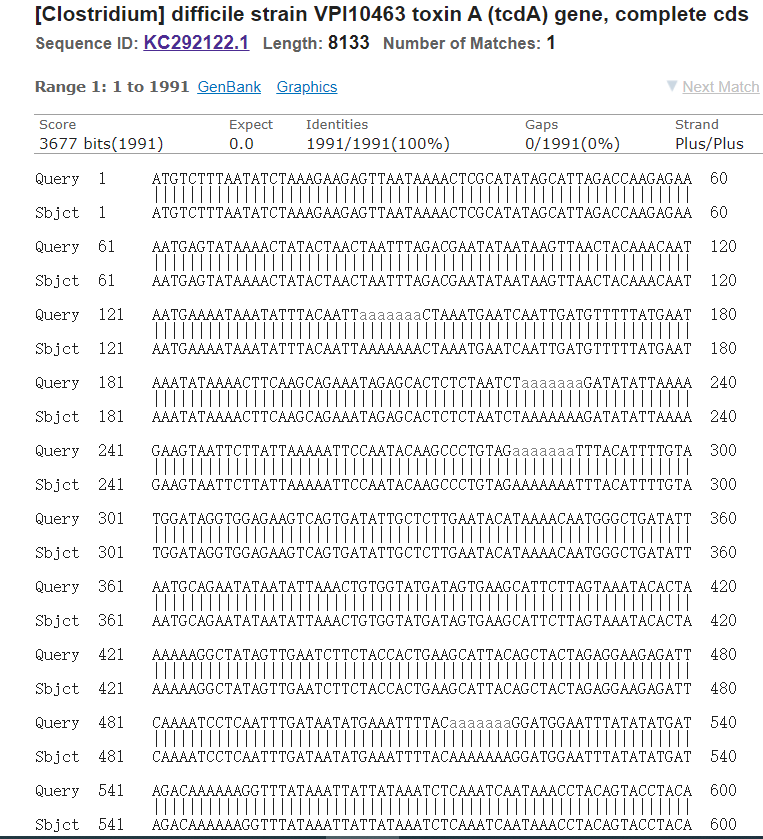 [Clostridium] difficile strain VPI10463 toxin A (tcdA) gene, complete cds
Sequence ID: KC292122.1 Length: 8133 Number of Matches: 1
Range 1: 1 to 1991 GenBank Graphics ▼ Next Match
Score Expect Identities Gaps Strand
3677 bits(1991) 0.0 1991/1991(100%) 0/1991(0%) Plus/Plus
Query 1 ATGTCTTTAATATCTAAAGAAGAGTTAATAAAACTCGCATATAGCATTAGACCAAGAGAA 60
Sbjct 1 ATGTCTTTAATATCTAAAGAAGAGTTAATAAAACTCGCATATAGCATTAGACCAAGAGAA 60
Query 61 AATGAGTATAAAACTATACTAACTAATTTAGACGAATATAATAAGTTAACTACAAACAAT 120
Sbjct 61 AATGAGTATAAAACTATACTAACTAATTTAGACGAATATAATAAGTTAACTACAAACAAT 120
Query 121 AATGAAAATAAATATTTACAATTaaaaaaaCTAAATGAATCAATTGATGTTTTTATGAAT 180
Sbjct 121 AATGAAAATAAATATTTACAATTAAAAAAACTAAATGAATCAATTGATGTTTTTATGAAT 180
Query 181 AAATATAAAACTTCAAGCAGAAATAGAGCACTCTCTAATCTaaaaaaaGATATATTAAAA 240
Sbjct 181 AAATATAAAACTTCAAGCAGAAATAGAGCACTCTCTAATCTAAAAAAAGATATATTAAAA 240
Query 241 GAAGTAATTCTTATTAAAAATTCCAATACAAGCCCTGTAGaaaaaaaTTTACATTTTGTA 300
Sbjct 241 GAAGTAATTCTTATTAAAAATTCCAATACAAGCCCTGTAGAAAAAAATTTACATTTTGTA 300
Query 301 TGGATAGGTGGAGAAGTCAGTGATATTGCTCTTGAATACATAAAACAATGGGCTGATATT 360
Sbjct 301 TGGATAGGTGGAGAAGTCAGTGATATTGCTCTTGAATACATAAAACAATGGGCTGATATT 360
Query 361 AATGCAGAATATAATATTAAACTGTGGTATGATAGTGAAGCATTCTTAGTAAATACACTA 420
Sbjct 361 AATGCAGAATATAATATTAAACTGTGGTATGATAGTGAAGCATTCTTAGTAAATACACTA 420
Query 421 AAAAAGGCTATAGTTGAATCTTCTACCACTGAAGCATTACAGCTACTAGAGGAAGAGATT 480
Sbjct 421 AAAAAGGCTATAGTTGAATCTTCTACCACTGAAGCATTACAGCTACTAGAGGAAGAGATT 480
Query 481 CAAAATCCTCAATTTGATAATATGAAATTTTACaaaaaaaGGATGGAATTTATATATGAT 540
Sbjct 481 CAAAATCCTCAATTTGATAATATGAAATTTTACAAAAAAAGGATGGAATTTATATATGAT 540
Query 541 AGACAAAAAAGGTTTATAAATTATTATAAATCTCAAATCAATAAACCTACAGTACCTACA 600
Sbjct 541 AGACAAAAAAGGTTTATAAATTATTATAAATCTCAAATCAATAAACCTACAGTACCTACA 600